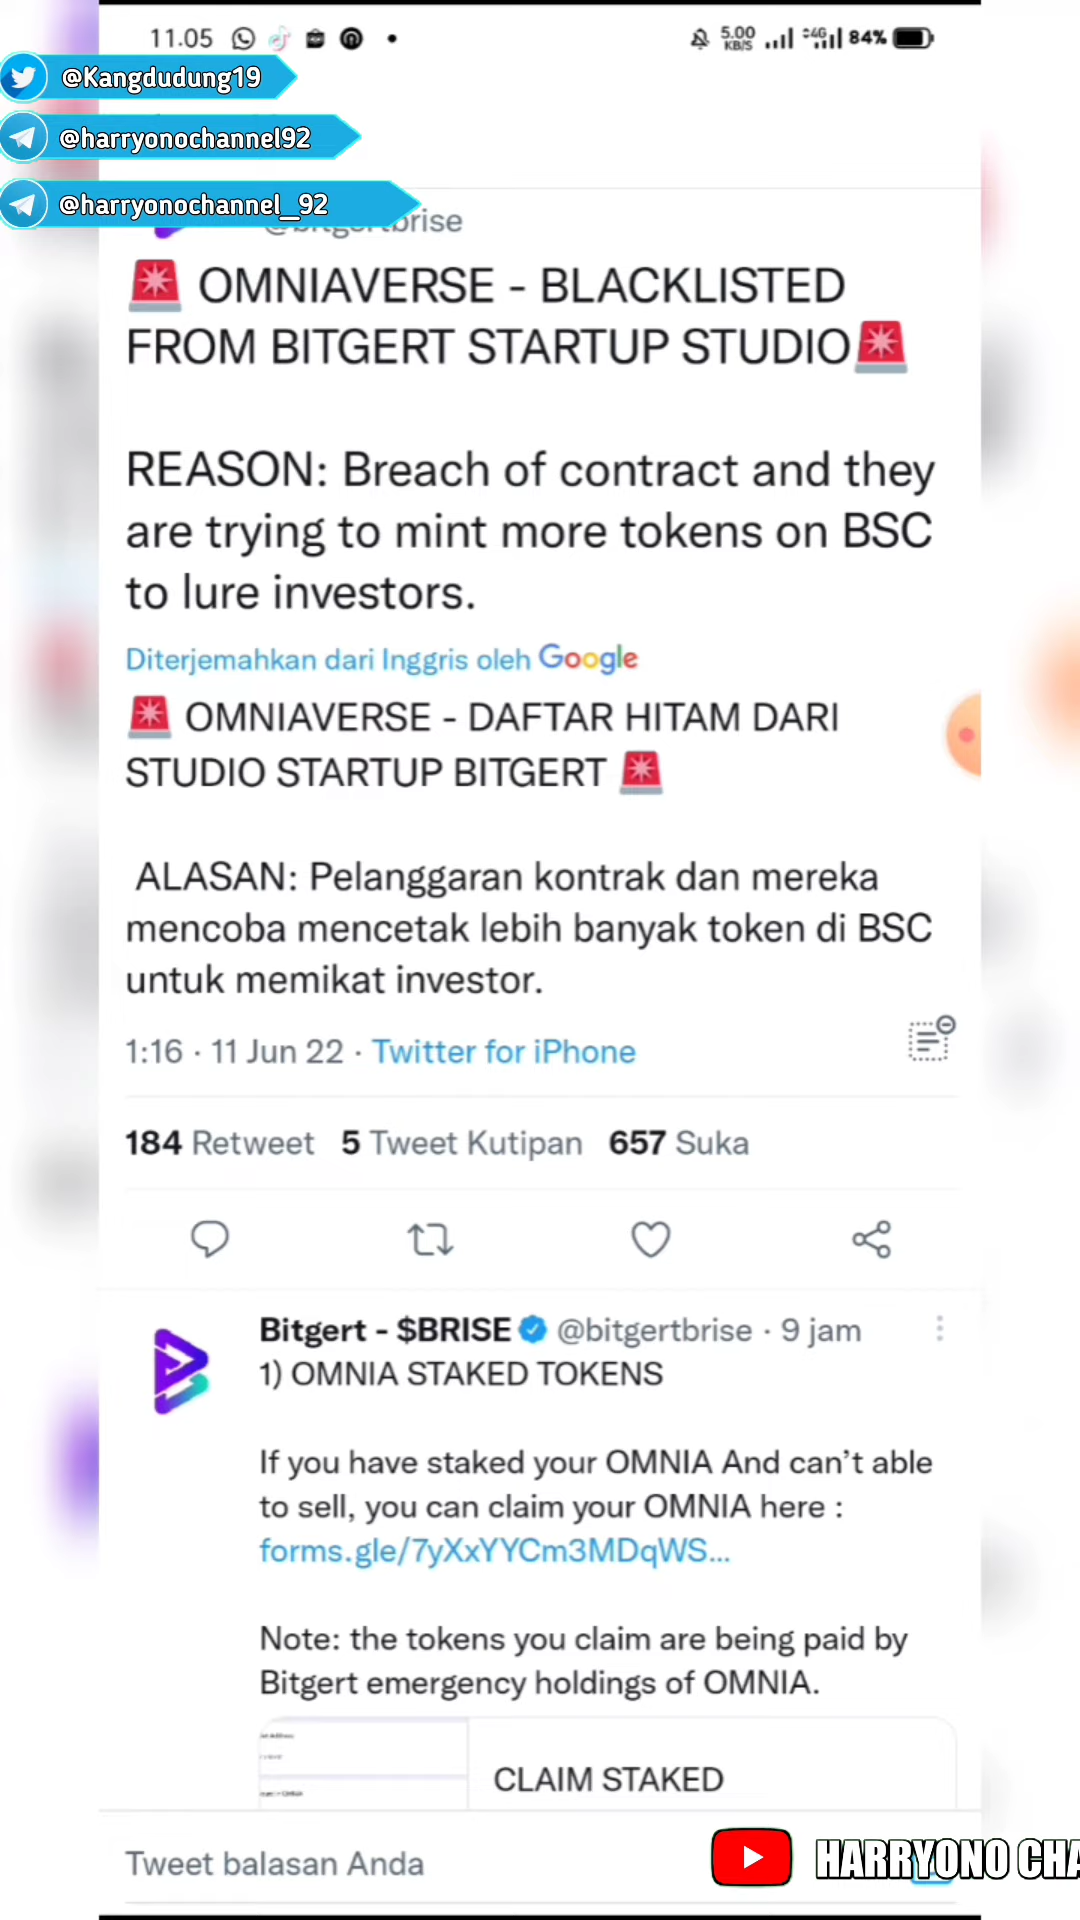 11.05
5.00 KB/S
4G
84%
@Kangdudung19
@harryonochannel92
@harryonochannel_92
@bitgertbrise
🚨 OMNIAVERSE - BLACKLISTED
FROM BITGERT STARTUP STUDIO🚨
REASON: Breach of contract and they
are trying to mint more tokens on BSC
to lure investors.
Diterjemahkan dari Inggris oleh Google
🚨 OMNIAVERSE - DAFTAR HITAM DARI
STUDIO STARTUP BITGERT 🚨
ALASAN: Pelanggaran kontrak dan mereka
mencoba mencetak lebih banyak token di BSC
untuk memikat investor.
1:16 · 11 Jun 22 · Twitter for iPhone
184 Retweet 5 Tweet Kutipan 657 Suka
Bitgert - $BRISE @bitgertbrise · 9 jam
1) OMNIA STAKED TOKENS
If you have staked your OMNIA And can’t able
to sell, you can claim your OMNIA here :
forms.gle/7yXxYYCm3MDqWS...
Note: the tokens you claim are being paid by
Bitgert emergency holdings of OMNIA.
CLAIM STAKED
Tweet balasan Anda
HARRYONO CHA